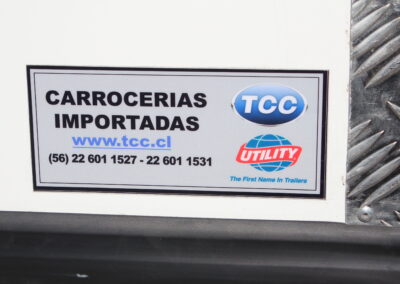 CARROCERIAS
IMPORTADAS
www.tcc.cl
(56) 22 601 1527 - 22 601 1531
TCC
UTILITY
The First Name In Trailers